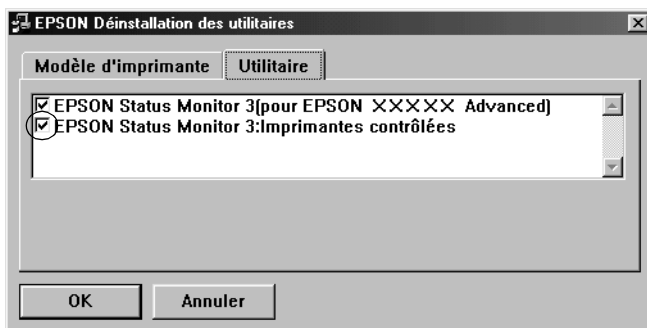 EPSON Déinstallation des utilitaires
Modèle d'imprimante
Utilitaire
EPSON Status Monitor 3(pour EPSON XXXXX Advanced)
EPSON Status Monitor 3:Imprimantes contrôlées
OK
Annuler